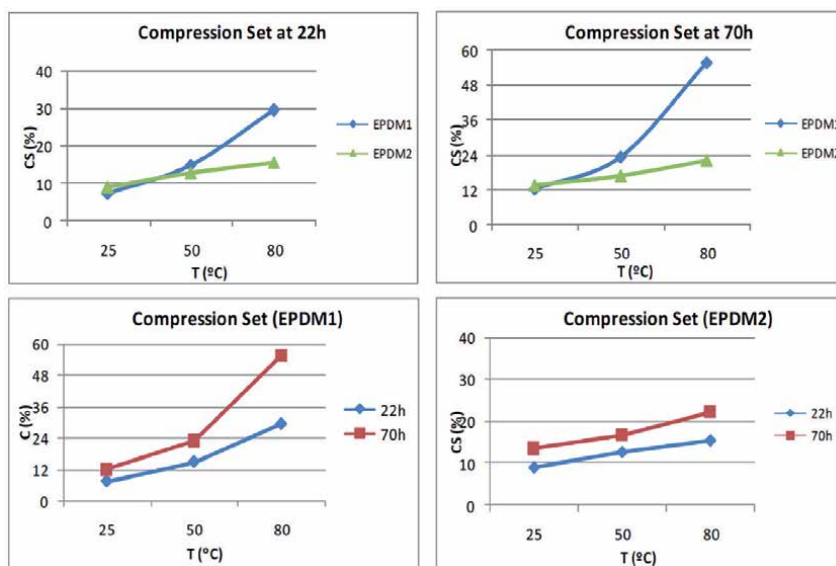 Compression Set at 22h
40
30
20
10
0
CS (%)
25 50 80
T (ºC)
EPDM1
EPDM2
Compression Set at 70h
60
48
36
24
12
0
CS (%)
25 50 80
T (ºC)
EPDM1
EPDM2
Compression Set (EPDM1)
60
48
36
24
12
0
C (%)
25 50 80
T (ºC)
22h
70h
Compression Set (EPDM2)
40
30
20
10
0
CS (%)
25 50 80
T (ºC)
22h
70h